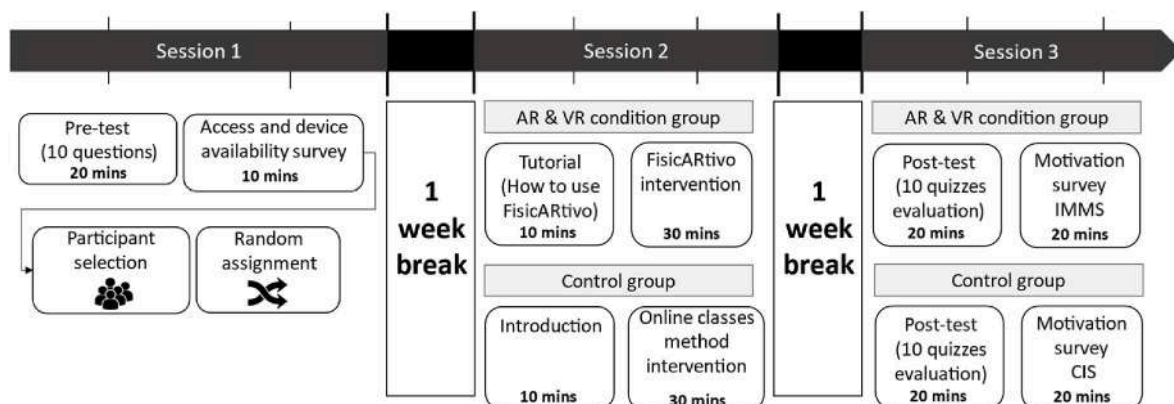 Session 1
Session 2
Session 3
Pre-test
(10 questions)
20 mins
Access and device
availability survey
10 mins
Participant
selection
Random
assignment
1
week
break
AR & VR condition group
Tutorial
(How to use
FisicARtivo)
10 mins
FisicARtivo
intervention
30 mins
Control group
Introduction
10 mins
Online classes
method
intervention
30 mins
1
week
break
AR & VR condition group
Post-test
(10 quizzes
evaluation)
20 mins
Motivation
survey
IMMS
20 mins
Control group
Post-test
(10 quizzes
evaluation)
20 mins
Motivation
survey
CIS
20 mins